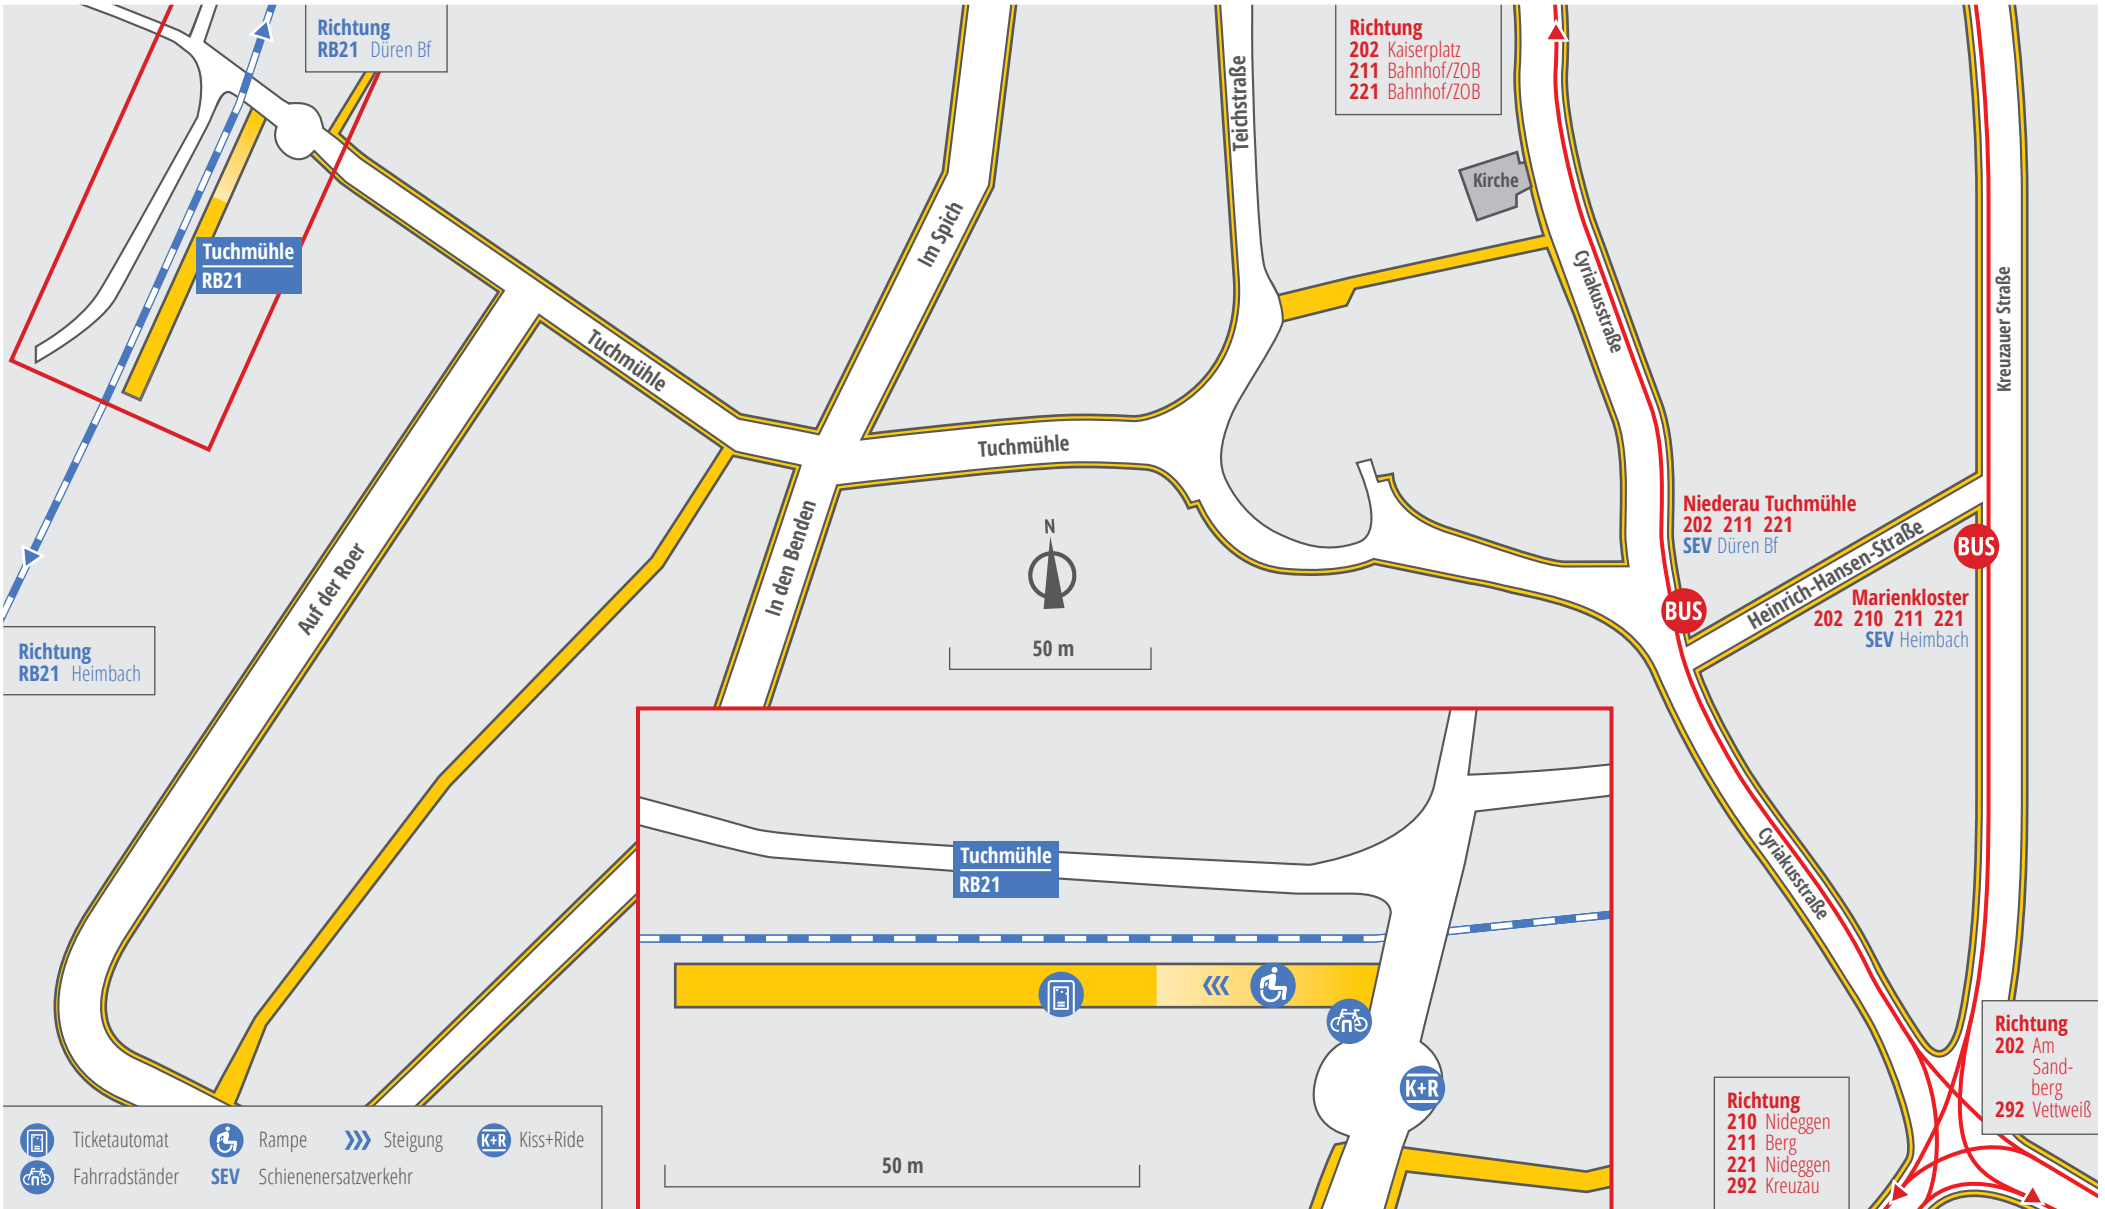 Richtung
RB21 Düren Bf
Richtung
202 Kaiserplatz
211 Bahnhof/ZOB
221 Bahnhof/ZOB
Teichstraße
Kirche
Im Spich
Tuchmühle
RB21
Cyriakusstraße
Kreuzauer Straße
Tuchmühle
Tuchmühle
Niederau Tuchmühle
202 211 221
SEV Düren Bf
BUS
Heinrich-Hansen-Straße
BUS
Marienkloster
202 210 211 221
SEV Heimbach
In den Benden
Auf der Roer
N
50 m
Richtung
RB21 Heimbach
Tuchmühle
RB21
Cyriakusstraße
K+R
50 m
Richtung
202 Am
Sand-
berg
292 Vettweiß
Richtung
210 Nideggen
211 Berg
221 Nideggen
292 Kreuzau
Ticketautomat
Rampe
Steigung
K+R Kiss+Ride
Fahrradständer
SEV Schienenersatzverkehr